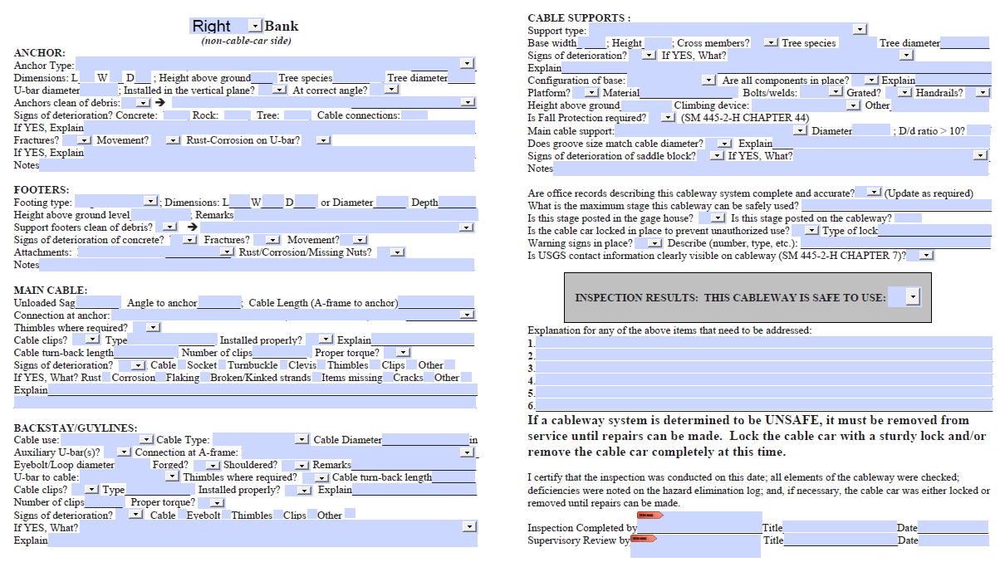 Right Bank
(non-cable-car side)
ANCHOR:
Anchor Type:
Dimensions: L W D ; Height above ground Tree species Tree diameter
U-bar diameter ; Installed in the vertical plane? At correct angle?
Anchors clean of debris: ➔
Signs of deterioration? Concrete: Rock: Tree: Cable connections:
If YES, Explain
Fractures? Movement? Rust-Corrosion on U-bar?
If YES, Explain
Notes
FOOTERS:
Footing type: ; Dimensions: L W D or Diameter Depth
Height above ground level ; Remarks
Support footers clean of debris? ➔
Signs of deterioration of concrete? Fractures? Movement?
Attachments: Rust/Corrosion/Missing Nuts?
Notes
MAIN CABLE:
Unloaded Sag Angle to anchor ; Cable Length (A-frame to anchor)
Connection at anchor:
Thimbles where required?
Cable clips? Type Installed properly? Explain
Cable turn-back length Number of clips Proper torque?
Signs of deterioration? Cable Socket Turnbuckle Clevis Thimbles Clips Other
If YES, What? Rust Corrosion Flaking Broken/Kinked strands Items missing Cracks Other
Explain
BACKSTAY/GUYLINES:
Cable use: Cable Type: Cable Diameter in
Auxiliary U-bar(s)? Connection at A-frame:
Eyebolt/Loop diameter Forged? Shouldered? Remarks
U-bar to cable: Thimbles where required? Cable turn-back length
Cable clips? Type Installed properly? Explain
Number of clips Proper torque?
Signs of deterioration? Cable Eyebolt Thimbles Clips Other
If YES, What?
Explain
CABLE SUPPORTS :
Support type:
Base width ; Height ; Cross members? Tree species Tree diameter
Signs of deterioration? If YES, What?
Explain
Configuration of base: Are all components in place? Explain
Platform? Material Bolts/welds: Grated? Handrails?
Height above ground Climbing device: Other
Is Fall Protection required? (SM 445-2-H CHAPTER 44)
Main cable support: Diameter ; D/d ratio > 10?
Does groove size match cable diameter? Explain
Signs of deterioration of saddle block? If YES, What?
Notes
Are office records describing this cableway system complete and accurate? (Update as required)
What is the maximum stage this cableway can be safely used?
Is this stage posted in the gage house? Is this stage posted on the cableway?
Is the cable car locked in place to prevent unauthorized use? Type of lock
Warning signs in place? Describe (number, type, etc.):
Is USGS contact information clearly visible on cableway (SM 445-2-H CHAPTER 7)?
INSPECTION RESULTS: THIS CABLEWAY IS SAFE TO USE:
Explanation for any of the above items that need to be addressed:
1.
2.
3.
4.
5.
6.
If a cableway system is determined to be UNSAFE, it must be removed from
service until repairs can be made. Lock the cable car with a sturdy lock and/or
remove the cable car completely at this time.
I certify that the inspection was conducted on this date; all elements of the cableway were checked;
deficiencies were noted on the hazard elimination log; and, if necessary, the cable car was either locked or
removed until repairs can be made.
Inspection Completed by Title Date
Supervisory Review by Title Date